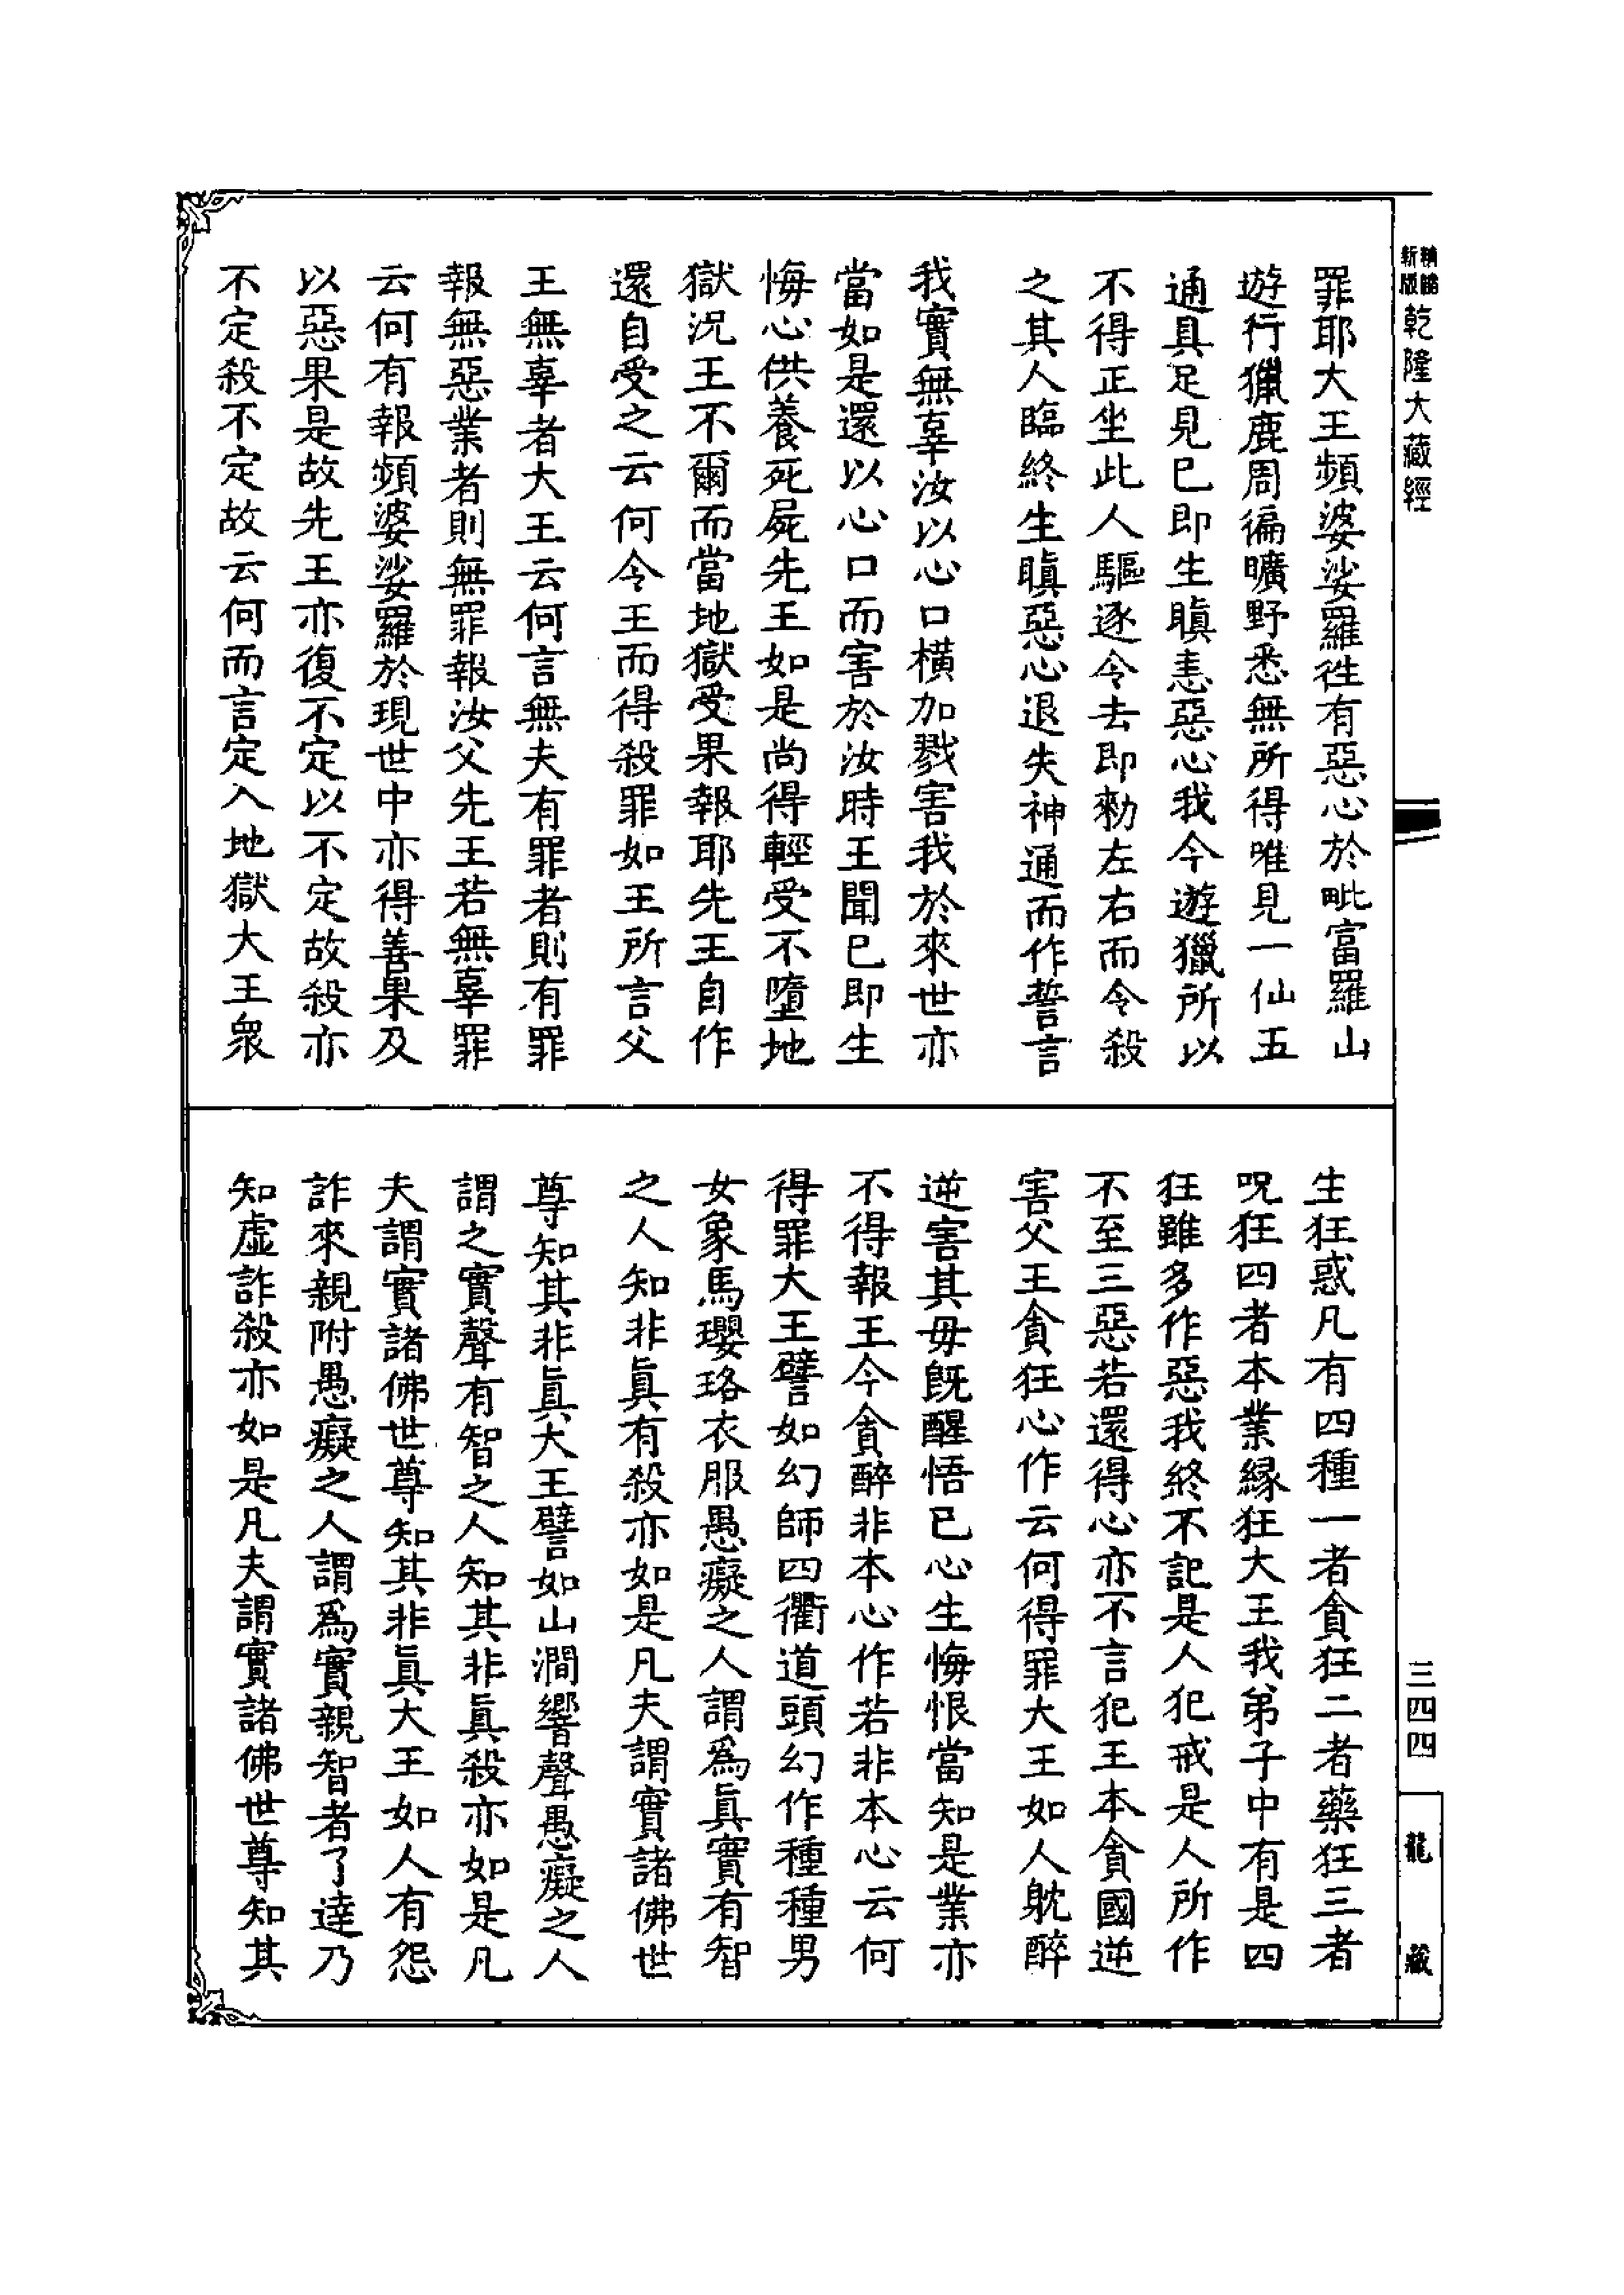 新版
乾隆大藏經
罪耶大王頻婆娑羅徃有惡心於毗富羅山
遊行獵鹿周徧曠野悉無所得唯見一仙五
通具足見已即生瞋恚惡心我今遊獵所以
不得正坐此人驅逐令去即勑左右而令殺
之其人臨終生瞋惡心退失神通而作誓言
我實無辜汝以心口橫加戮害我於來世亦
當如是還以心口而害於汝時王聞已即生
悔心供養死屍先王如是尚得輕受不墮地
獄況王不爾而當地獄受果報耶先王自作
還自受之云何令王而得殺罪如王所言父
王無辜者大王云何言無夫有罪者則有罪
報無惡業者則無罪報汝父先王若無辜罪
云何有報頻婆娑羅於現世中亦得善果及
以惡果是故先王亦復不定以不定故殺亦
不定殺不定故云何而言定入地獄大王衆
生狂惑凡有四種一者貪狂二者藥狂三者
呪狂四者本業緣狂大王我弟子中有是四
狂雖多作惡我終不記是人犯戒是人所作
不至三惡若還得心亦不言犯王本貪國逆
害父王貪狂心作云何得罪大王如人躭醉
逆害其母旣醒悟已心生悔恨當知是業亦
不得報王今貪醉非本心作若非本心云何
得罪大王譬如幻師四衢道頭幻作種種男
女象馬瓔珞衣服愚癡之人謂爲眞實有智
之人知非眞有殺亦如是凡夫謂實諸佛世
尊知其非眞大王譬如山澗響聲愚癡之人
謂之實聲有智之人知其非眞殺亦如是凡
夫謂實諸佛世尊知其非眞大王如人有怨
詐來親附愚癡之人謂爲實親智者了達乃
知虛詐殺亦如是凡夫謂實諸佛世尊知其
三四四
龍藏